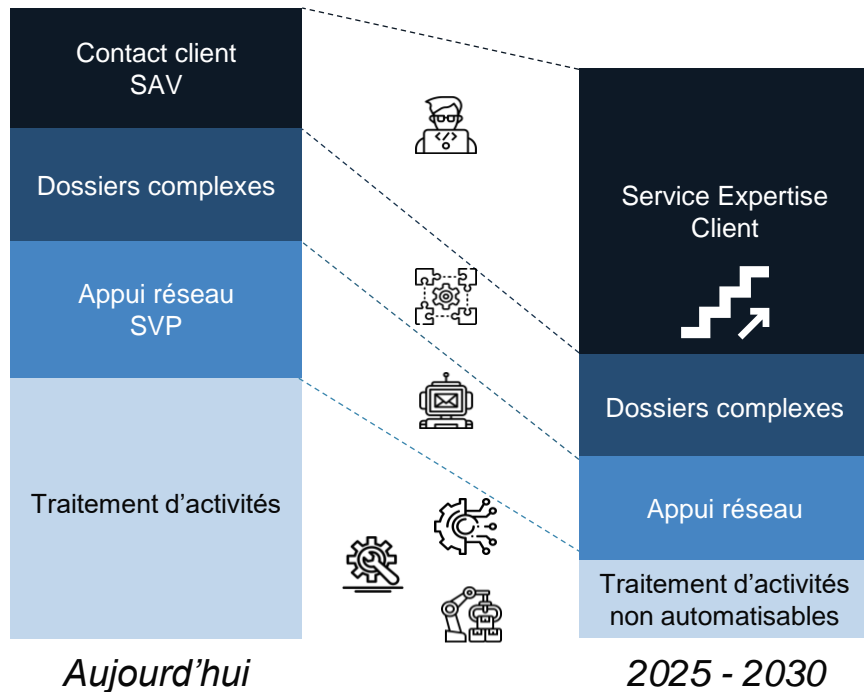 Contact client
SAV
Dossiers complexes
Appui réseau
SVP
Traitement d’activités
Aujourd’hui
Service Expertise
Client
Dossiers complexes
Appui réseau
Traitement d’activités
non automatisables
2025 - 2030